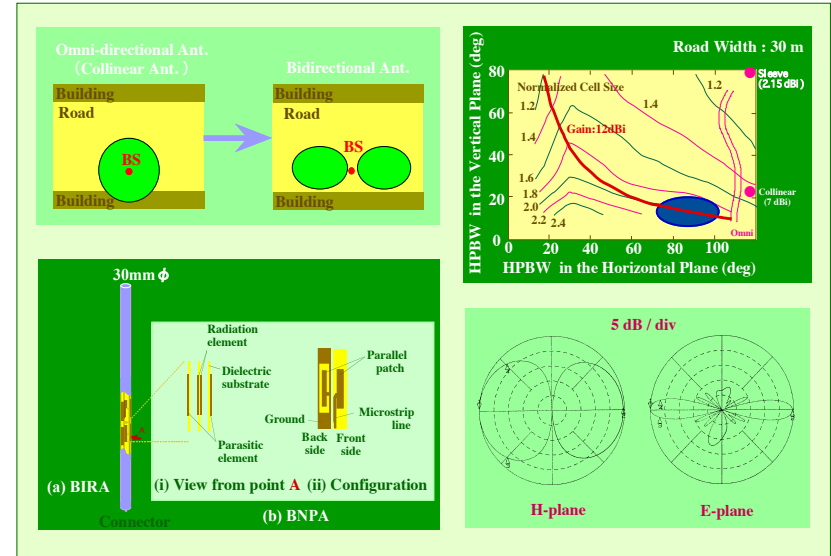 Omni-directional Ant.
(Collinear Ant. )
Bidirectional Ant.
Building
Road
BS
Building
Building
Road
BS
Building
Road Width : 30 m
HPBW in the Vertical Plane (deg)
80
60
40
20
0
Normalized Cell Size
1.2
1.4
1.6
1.8
2.0
2.2
2.4
1.4
1.2
Gain:12dBi
Sleeve
(2.15 dBi)
Collinear
(7 dBi)
Omni
0
20
40
60
80
100
HPBW in the Horizontal Plane (deg)
30mm ϕ
A
(a) BIRA
Connector
Radiation
element
Dielectric
substrate
Parasitic
element
Parallel
patch
Microstrip
line
Ground
Back
side
Front
side
(i) View from point A (ii) Configuration
(b) BNPA
5 dB / div
H-plane
E-plane